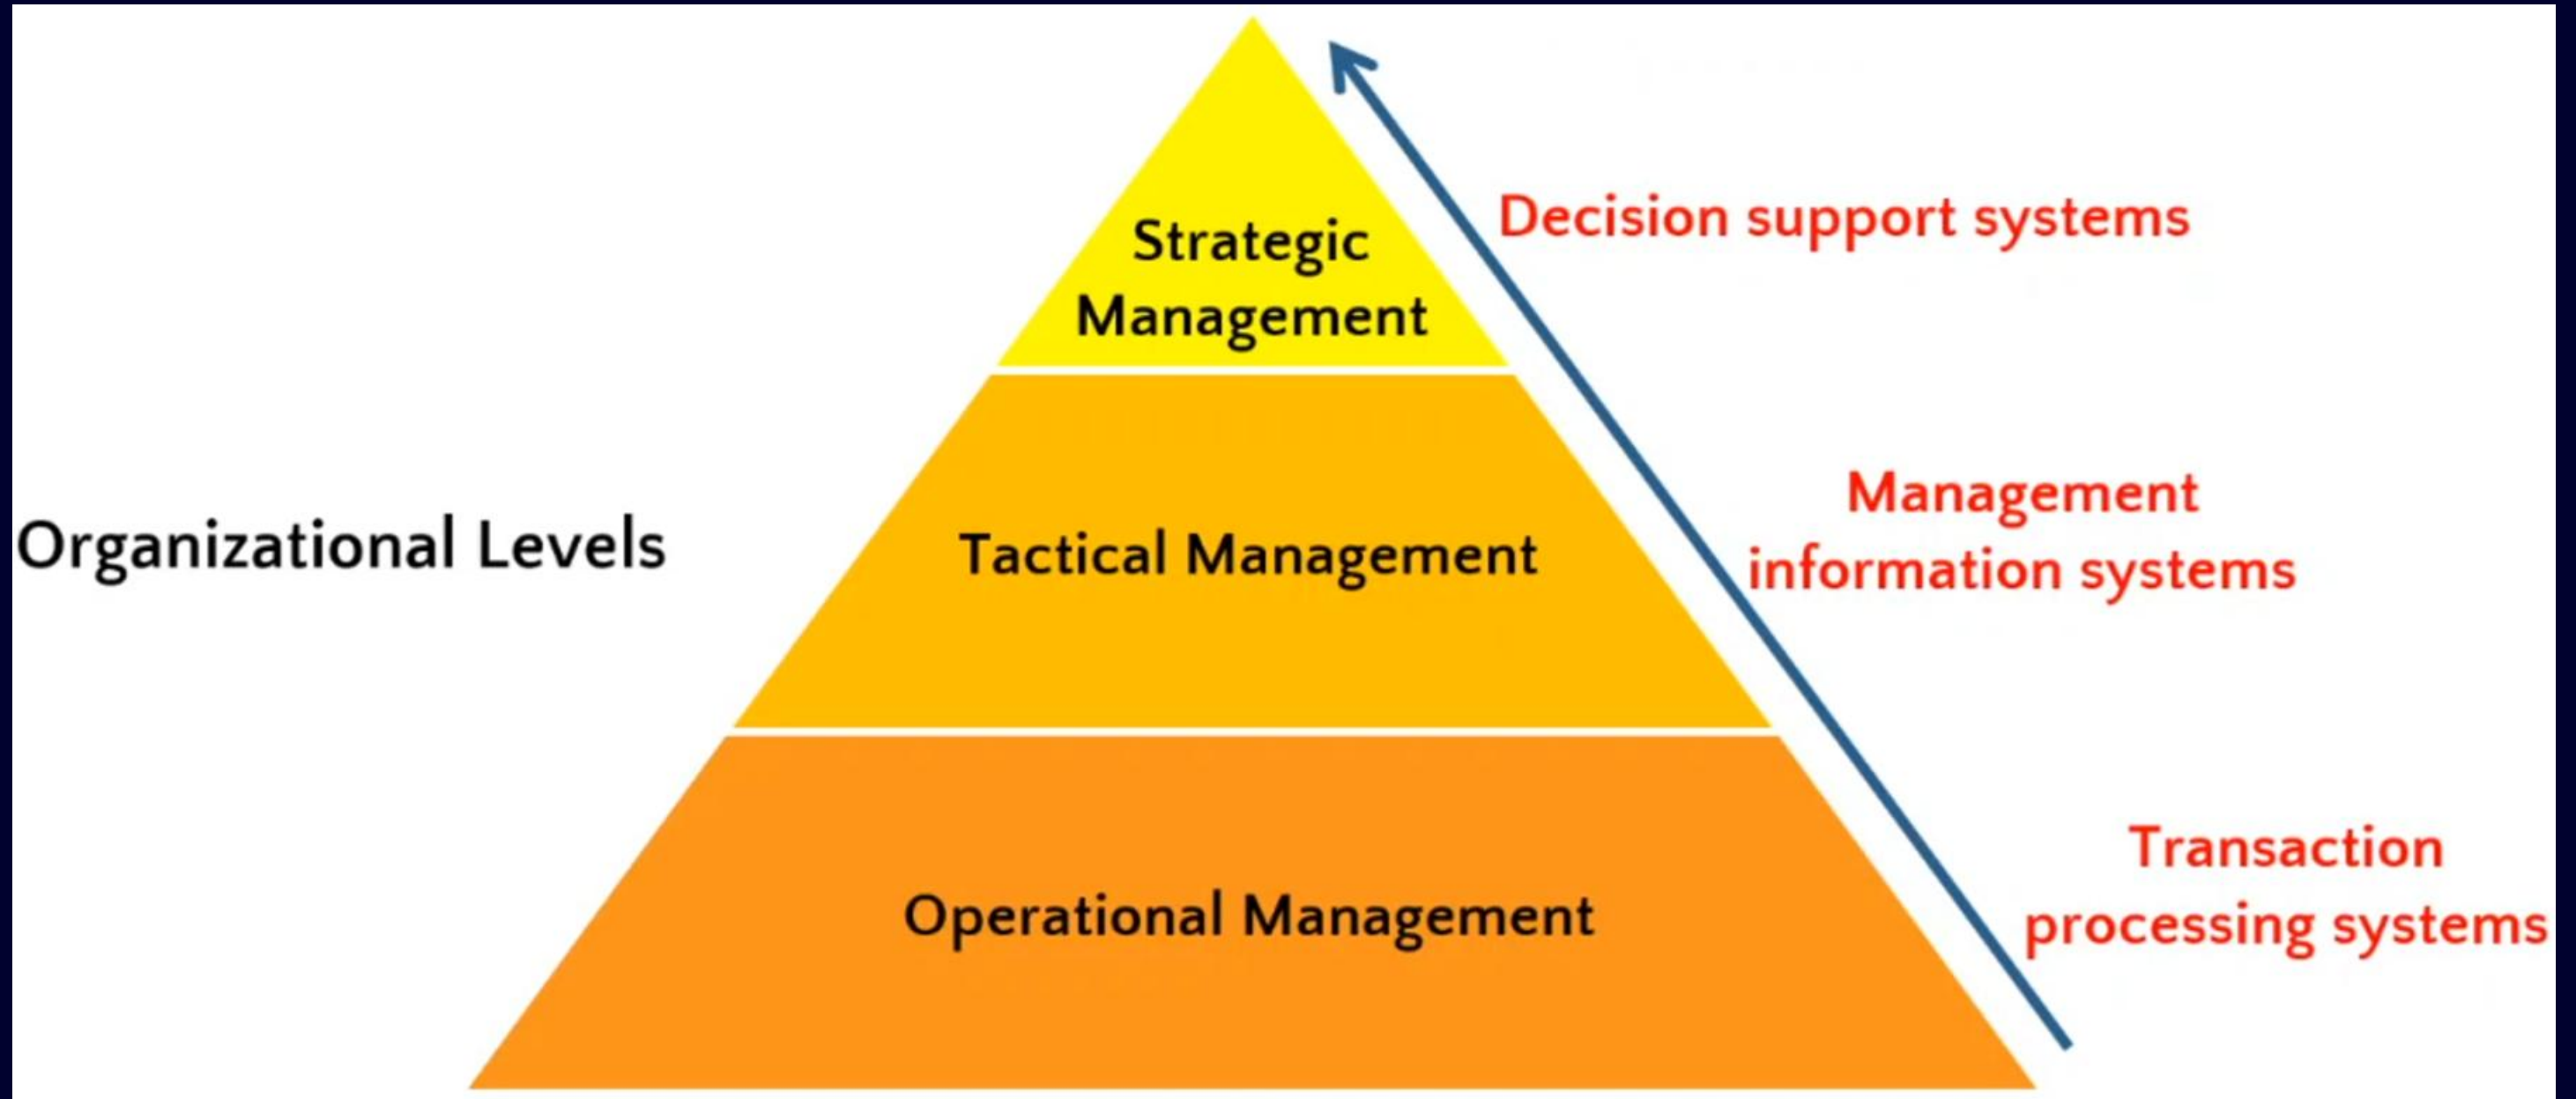 Strategic
Management
Decision support systems
Organizational Levels
Tactical Management
Management
information systems
Operational Management
Transaction
processing systems